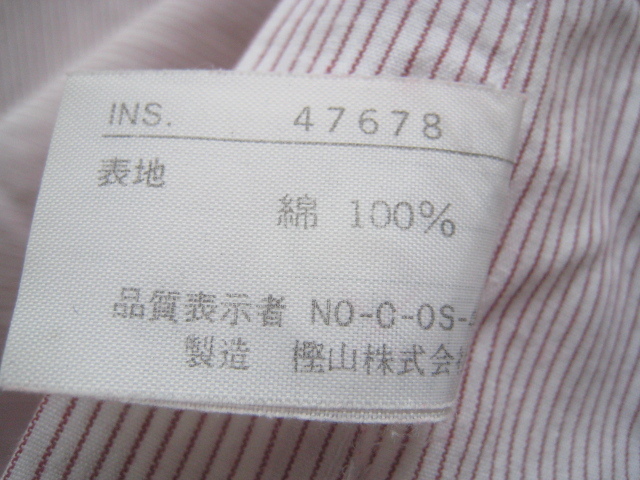 INS. 47678
表地
綿 100%
品質表示者 NO-C-OS-
製造 樫山株式会